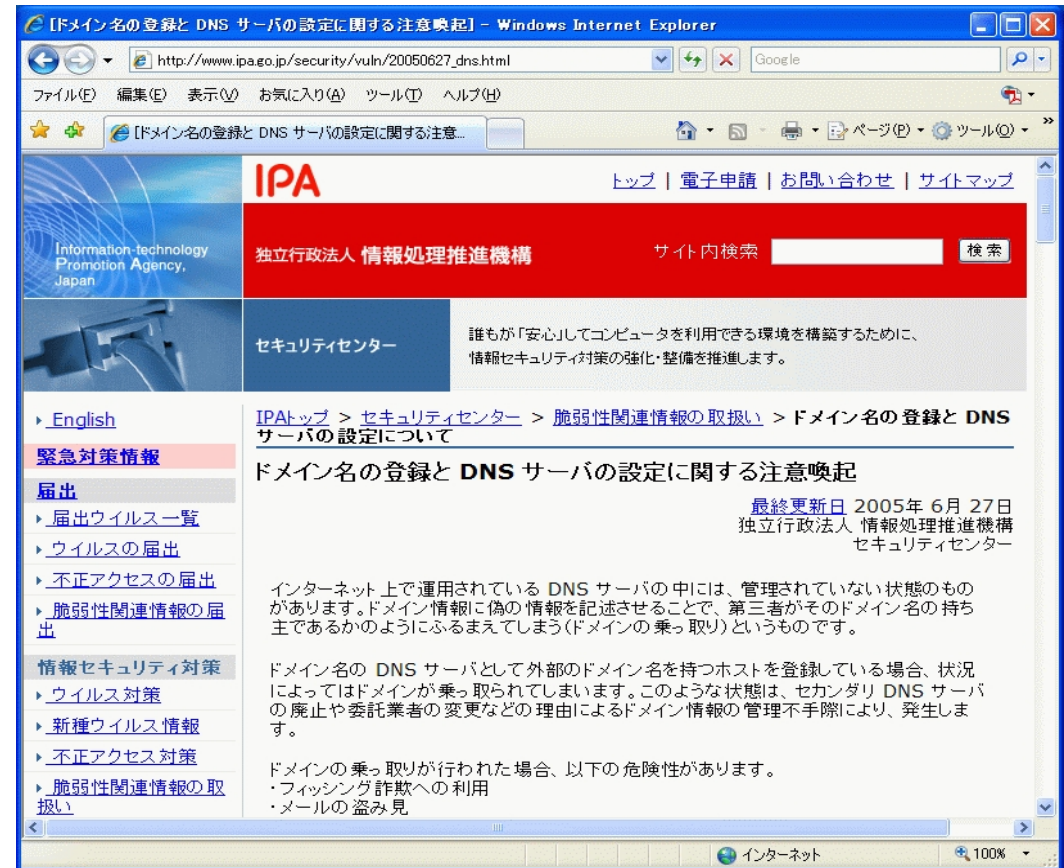 [ドメイン名の登録と DNS サーバの設定に関する注意喚起] - Windows Internet Explorer
http://www.ipa.go.jp/security/vuln/20050627_dns.html
Google
ファイル(F) 編集(E) 表示(V) お気に入り(A) ツール(T) ヘルプ(H)
[ドメイン名の登録と DNS サーバの設定に関する注意...
ページ(P) ツール(O) »
IPA
トップ | 電子申請 | お問い合わせ | サイトマップ
Information-technology
Promotion Agency,
Japan
独立行政法人 情報処理推進機構
サイト内検索 検索
セキュリティセンター
誰もが「安心」してコンピュータを利用できる環境を構築するために、
情報セキュリティ対策の強化・整備を推進します。
English
緊急対策情報
届出
届出ウイルス一覧
ウイルスの届出
不正アクセスの届出
脆弱性関連情報の届
出
情報セキュリティ対策
ウイルス対策
新種ウイルス情報
不正アクセス対策
脆弱性関連情報の取
扱い
IPAトップ > セキュリティセンター > 脆弱性関連情報の取扱い > ドメイン名の登録と DNS
サーバの設定について
ドメイン名の登録と DNS サーバの設定に関する注意喚起
最終更新日 2005年 6月 27日
独立行政法人 情報処理推進機構
セキュリティセンター
インターネット上で運用されている DNS サーバの中には、管理されていない状態のもの
があります。ドメイン情報に偽の情報を記述させることで、第三者がそのドメイン名の持ち
主であるかのようにふるまえてしまう(ドメインの乗っ取り)というものです。
ドメイン名の DNS サーバとして外部のドメイン名を持つホストを登録している場合、状況
によってはドメインが乗っ取られてしまいます。このような状態は、セカンダリ DNS サーバ
の廃止や委託業者の変更などの理由によるドメイン情報の管理不手際により、発生しま
す。
ドメインの乗っ取りが行われた場合、以下の危険性があります。
・フィッシング詐欺への利用
・メールの盗み見
インターネット
100%